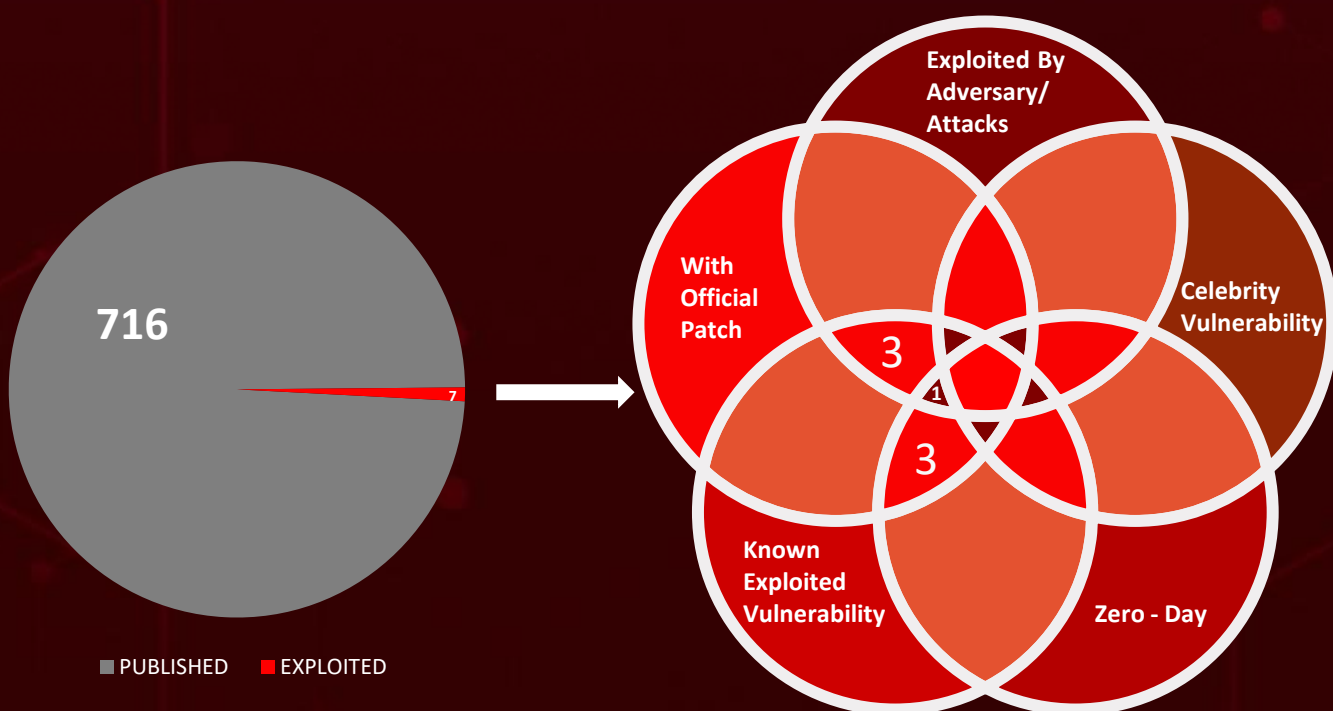 716
7
PUBLISHED
EXPLOITED
Exploited By
Adversary/
Attacks
With
Official
Patch
Celebrity
Vulnerability
3
1
3
Known
Exploited
Vulnerability
Zero - Day